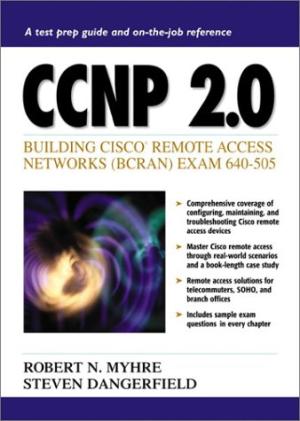 A test prep guide and on-the-job reference
CCNP 2.0
BUILDING CISCO® REMOTE ACCESS
NETWORKS (BCRAN) EXAM 640-505
➤ Comprehensive coverage of
configuring, maintaining, and
troubleshooting Cisco remote
access devices
➤ Master Cisco remote access
through real-world scenarios
and a book-length case study
➤ Remote access solutions for
telecommuters, SOHO, and
branch offices
➤ Includes sample exam
questions in every chapter
ROBERT N. MYHRE
STEVEN DANGERFIELD